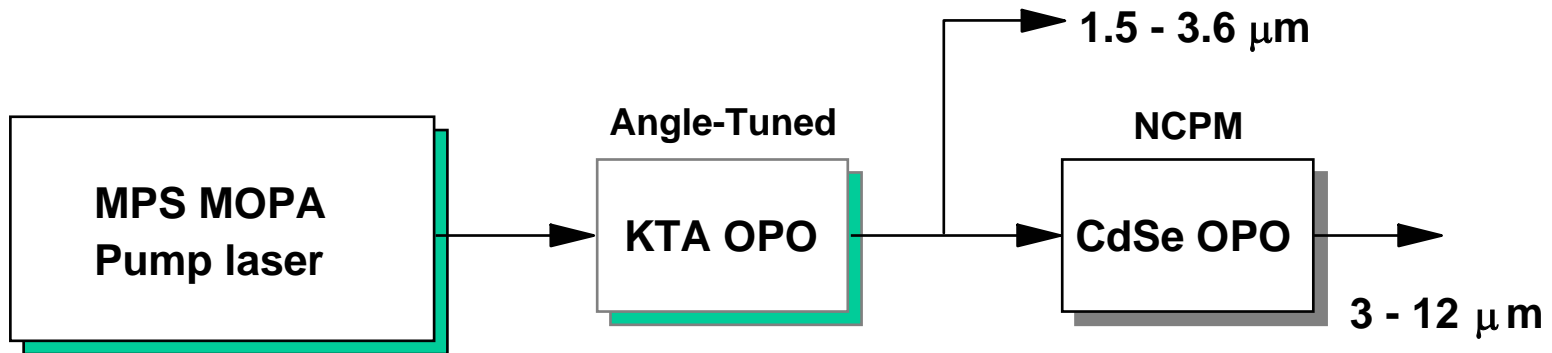 1.5 - 3.6 μm
Angle-Tuned
NCPM
MPS MOPA
Pump laser
KTA OPO
CdSe OPO
3 - 12 μm